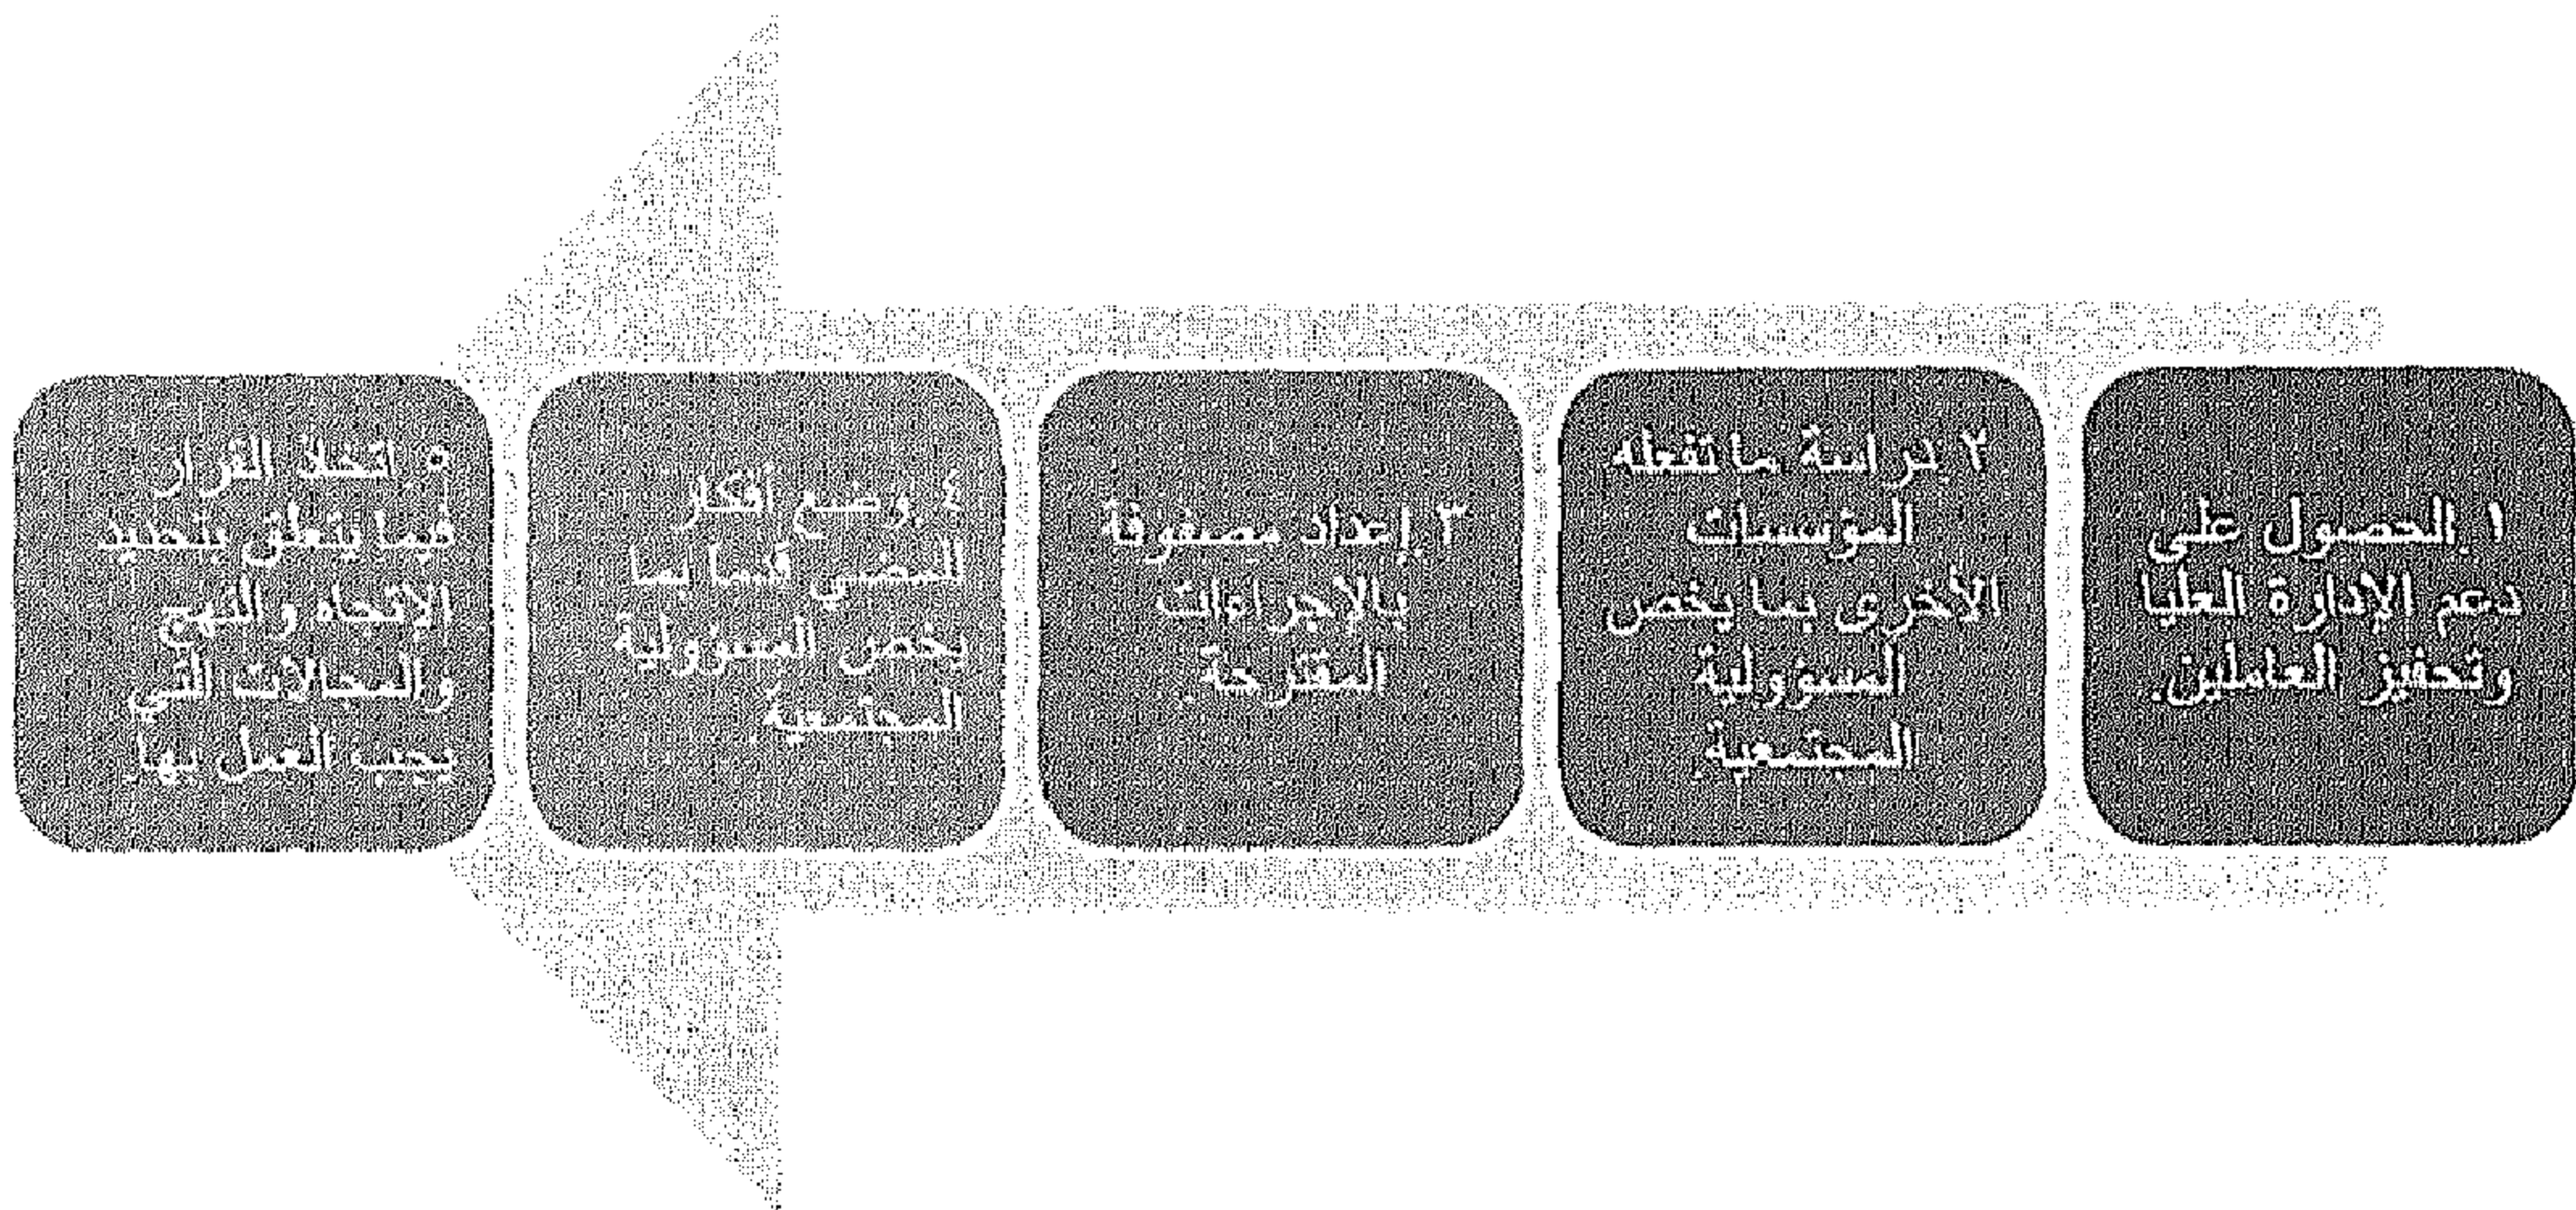 ١. الحصول على
دعم الإدارة العليا
وتحفيز العاملين.
٢. دراسة ما تفعله
المؤسسات
الأخرى بما يخص
المسؤولية
المجتمعية.
٣. إعداد مصفوفة
بالإجراءات
المقترحة.
٤. وضع أفكار
للمضي قدما بما
يخص المسؤولية
المجتمعية.
٥. اتخاذ القرار
فيما يتعلق بتحديد
الإتجاه والنهج
والمجالات التي
يجب العمل بها.